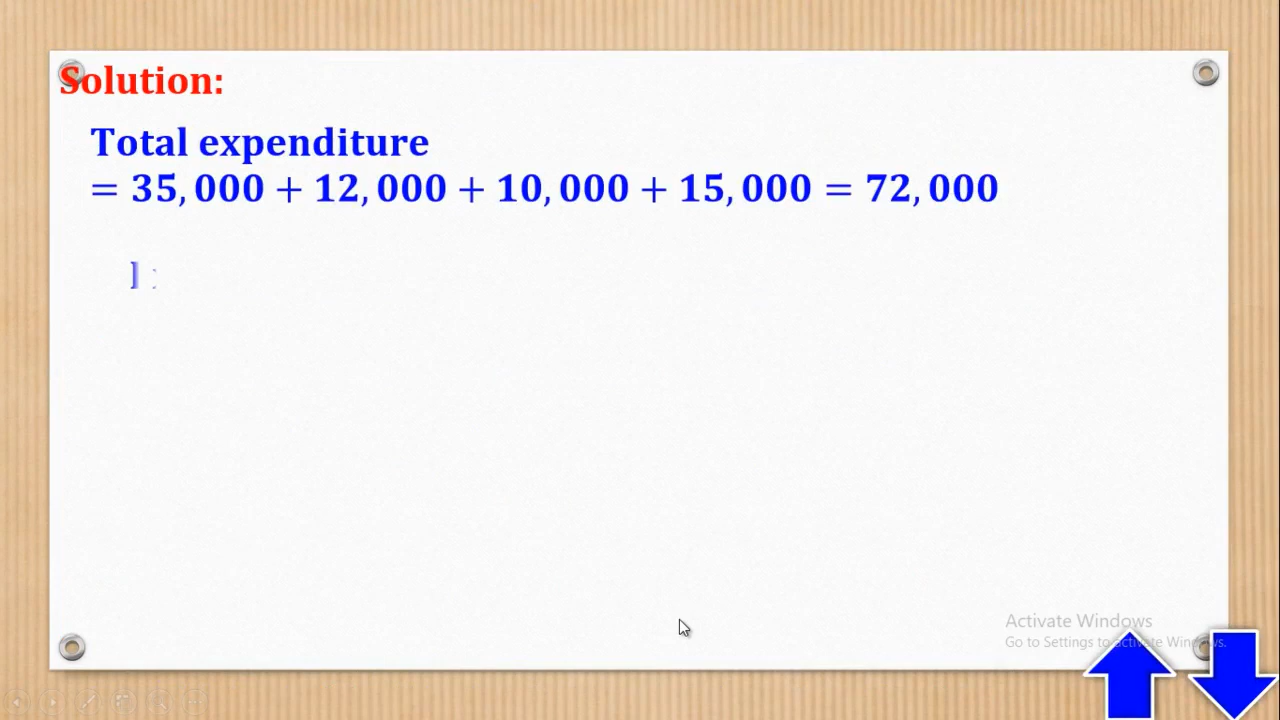 Solution:
Total expenditure
= 35,000 + 12,000 + 10,000 + 15,000 = 72,000
Activate Windows
Go to Settings to activate Windows.